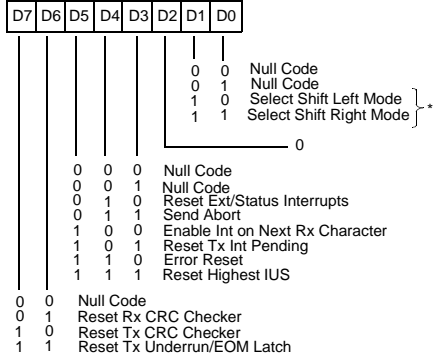 D7 D6 D5 D4 D3 D2 D1 D0
0 0 Null Code
0 1 Null Code
1 0 Select Shift Left Mode
1 1 Select Shift Right Mode
*
0
0 0 0 Null Code
0 0 1 Null Code
0 1 0 Reset Ext/Status Interrupts
0 1 1 Send Abort
1 0 0 Enable Int on Next Rx Character
1 0 1 Reset Tx Int Pending
1 1 0 Error Reset
1 1 1 Reset Highest IUS
0 0 Null Code
0 1 Reset Rx CRC Checker
1 0 Reset Tx CRC Checker
1 1 Reset Tx Underrun/EOM Latch